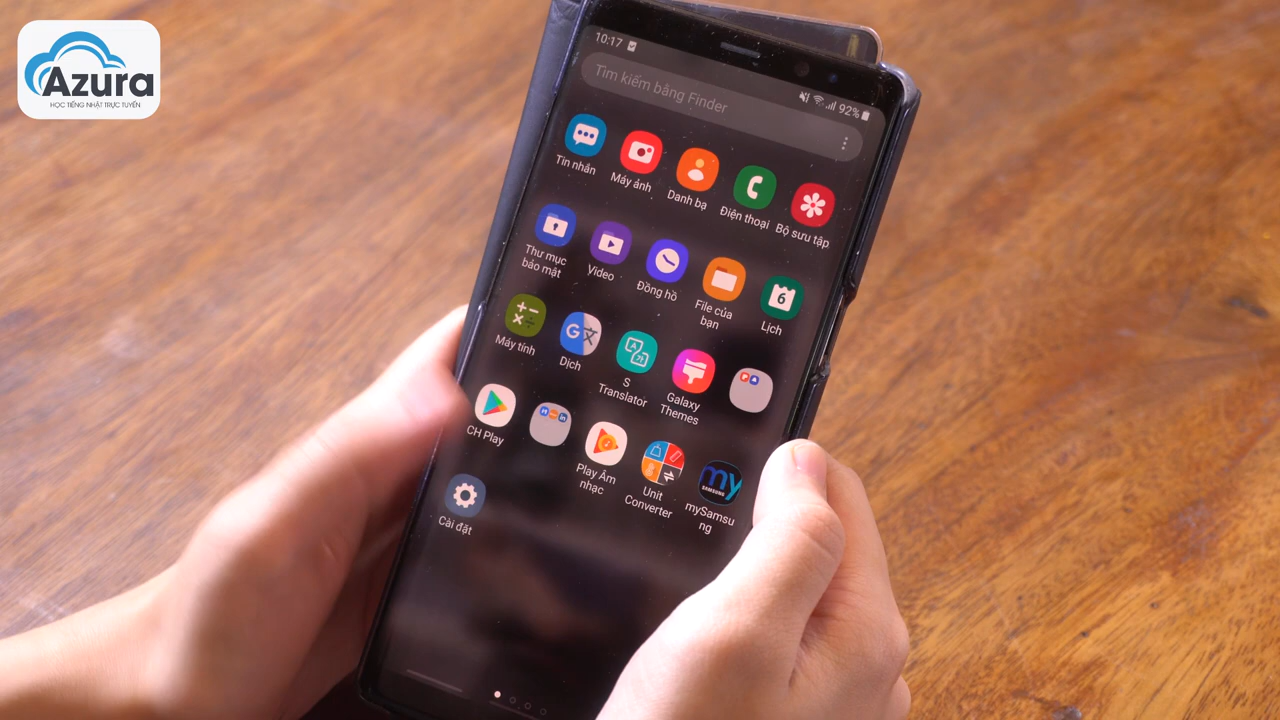 Azura
HỌC TIẾNG NHẬT TRỰC TUYẾN
10:17
92%
Tìm kiếm bằng Finder
Tin nhắn
Máy ảnh
Danh bạ
Điện thoại
Bộ sưu tập
Thư mục
bảo mật
Video
Đồng hồ
File của
bạn
6
Lịch
Máy tính
G
Dịch
A
S
Translator
Galaxy
Themes
CH Play
in
Play Âm
nhạc
Unit
Converter
my
SAMSUNG
mySamsu
ng
Cài đặt